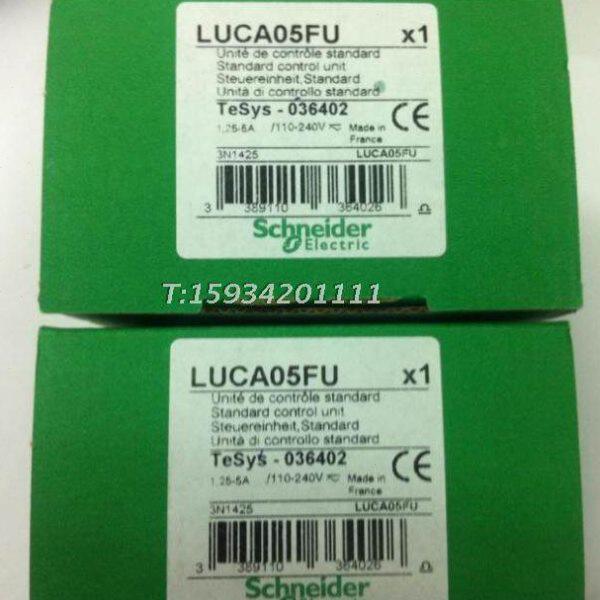 LUCA05FU x1
Unité de contrôle standard
Standard control unit
Steuereinheit, Standard
Unità di controllo standard
TeSys - 036402
1,25-5A /110-240V Made in France CE
3N1425 LUCA05FU
3 389110 364026
Schneider
Electric
T:15934201111
LUCA05FU x1
Unité de contrôle standard
Standard control unit
Steuereinheit, Standard
Unità di controllo standard
TeSys - 036402
1,25-5A /110-240V Made in France CE
3N1425 LUCA05FU
3 389110 364026
Schneider